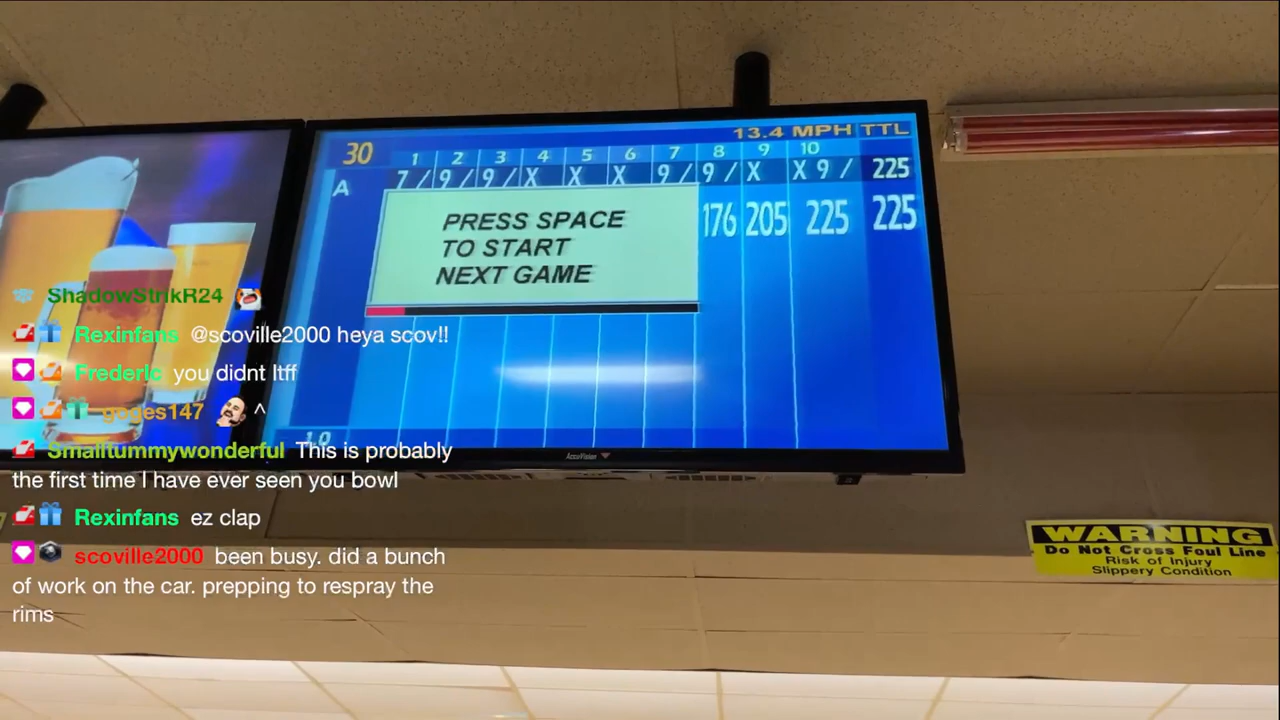 13.4 MPH TTL
30 1 2 3 4 5 6 7 8 9 10
A 7 / 9 / 9 / X X X 9 / 9 / X X 9 / 225
176 205 225 225
PRESS SPACE
TO START
NEXT GAME
AccuVision
ShadowStrikR24
Rexinfans @scoville2000 heya scov!!
FrederIc you didnt ltff
goges147 ^
Smalltummywonderful This is probably
the first time I have ever seen you bowl
Rexinfans ez clap
scoville2000 been busy. did a bunch
of work on the car. prepping to respray the
rims
WARNING
Do Not Cross Foul Line
Risk of Injury
Slippery Condition